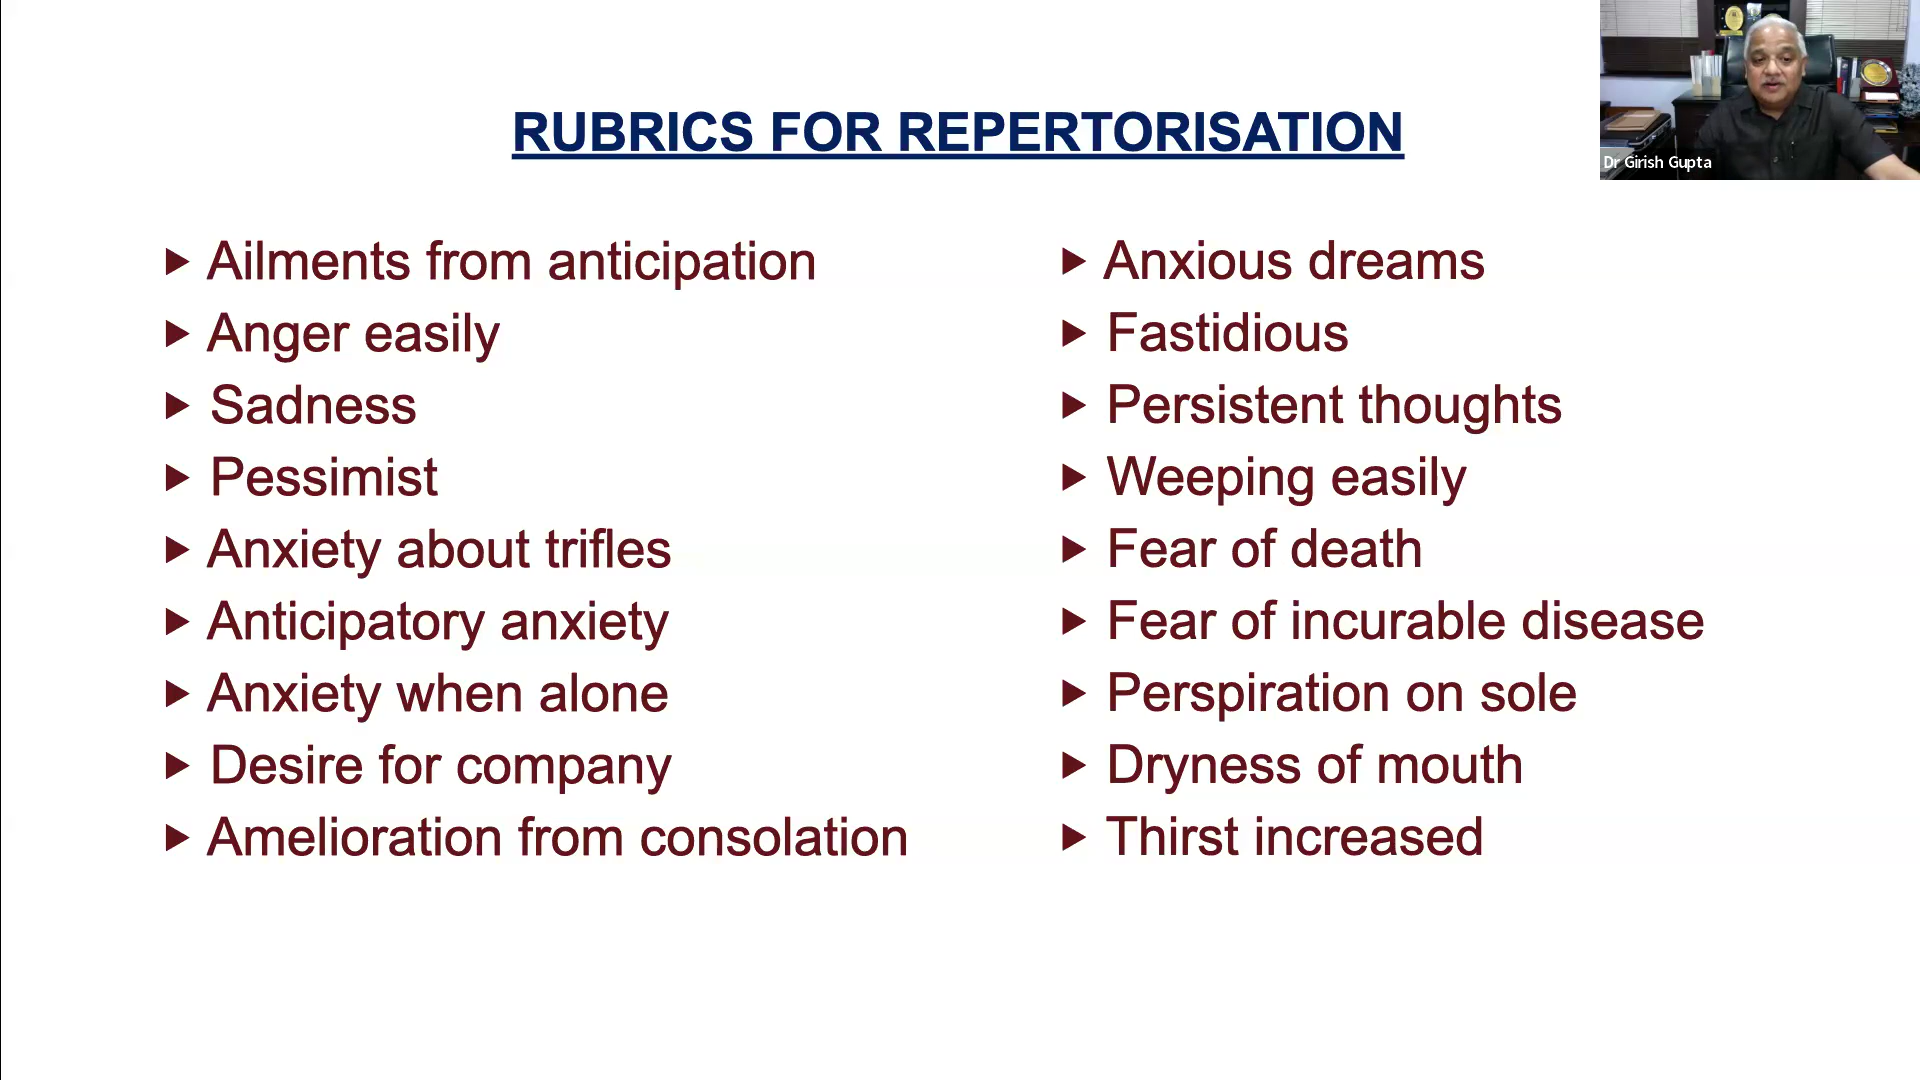 RUBRICS FOR REPERTORISATION
Dr Girish Gupta
Ailments from anticipation
Anger easily
Sadness
Pessimist
Anxiety about trifles
Anticipatory anxiety
Anxiety when alone
Desire for company
Amelioration from consolation
Anxious dreams
Fastidious
Persistent thoughts
Weeping easily
Fear of death
Fear of incurable disease
Perspiration on sole
Dryness of mouth
Thirst increased